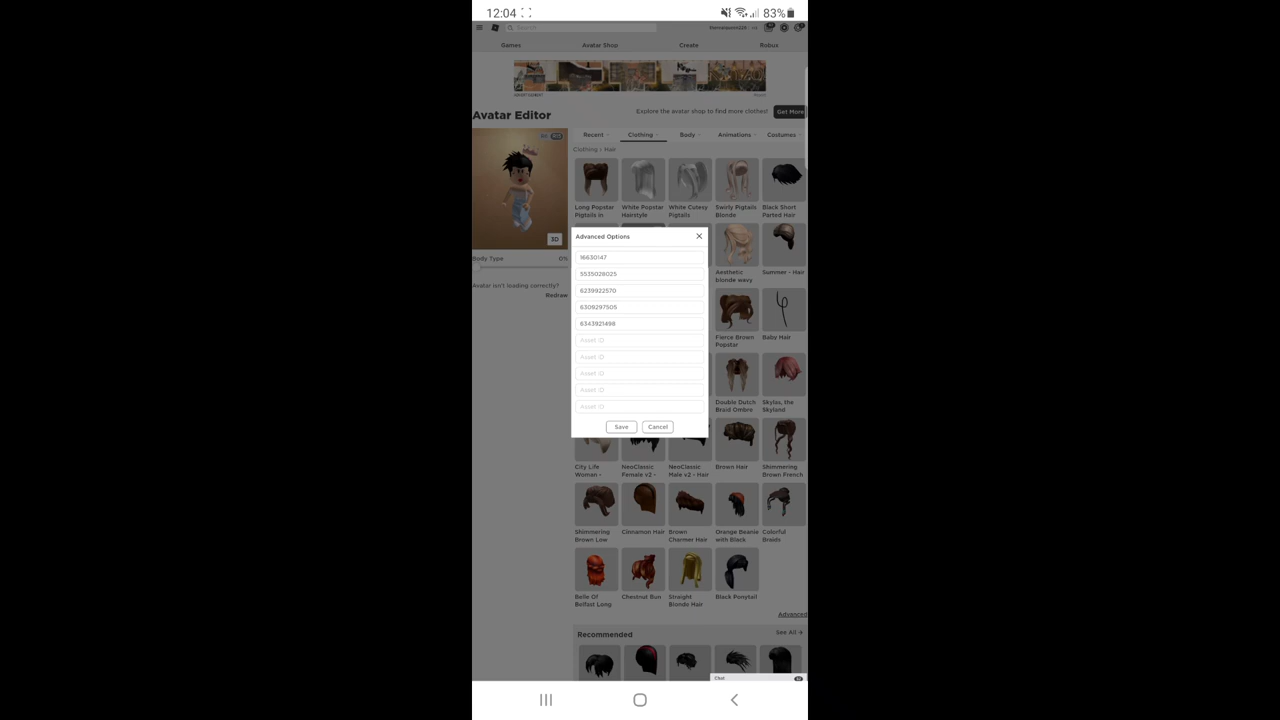 12:04
83%
Search
Games
Avatar Shop
Create
Robux
ADVERTISEMENT
Avatar Editor
Explore the avatar shop to find more clothes!
Get More
Recent
Clothing
Body
Animations
Costumes
Clothing › Hair
3D
Body Type
0%
Avatar isn't loading correctly?
Redraw
Long Popstar Pigtails in
White Popstar Hairstyle
White Cutesy Pigtails
Swirly Pigtails Blonde
Black Short Parted Hair
Aesthetic blonde wavy
Summer - Hair
Fierce Brown Popstar
Baby Hair
Double Dutch Braid Ombro
Skylas, the Skyland
Advanced Options
16630147
5535028025
6239922570
6309297505
6343921498
Asset ID
Asset ID
Asset ID
Asset ID
Asset ID
Save
Cancel
City Life Woman -
NeoClassic Female v2 -
NeoClassic Male v2 - Hair
Brown Hair
Shimmering Brown French
Shimmering Brown Low
Cinnamon Hair
Brown Charmer Hair
Orange Beanie with Black
Colorful Braids
Belle Of Belfast Long
Chestnut Bun
Straight Blonde Hair
Black Ponytail
Advanced
Recommended
See All →
Chat